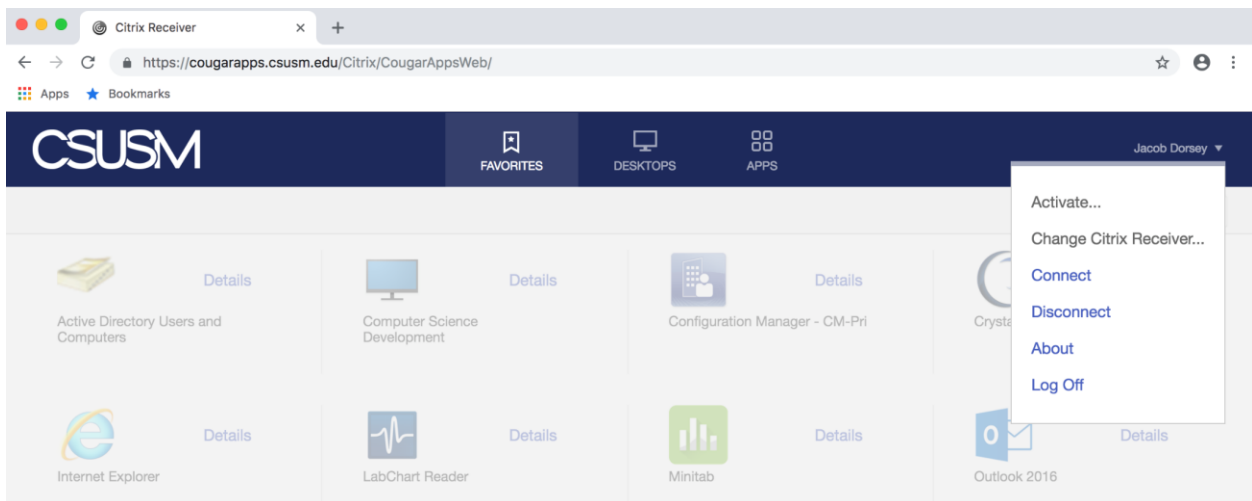 Citrix Receiver
https://cougarapps.csusm.edu/Citrix/CougarAppsWeb/
Apps Bookmarks
CSUSM
FAVORITES
DESKTOPS
APPS
Jacob Dorsey
Activate...
Change Citrix Receiver...
Connect
Disconnect
About
Log Off
Details
Active Directory Users and
Computers
Details
Computer Science
Development
Details
Configuration Manager - CM-Pri
Details
Internet Explorer
Details
LabChart Reader
Details
Minitab
Details
Outlook 2016